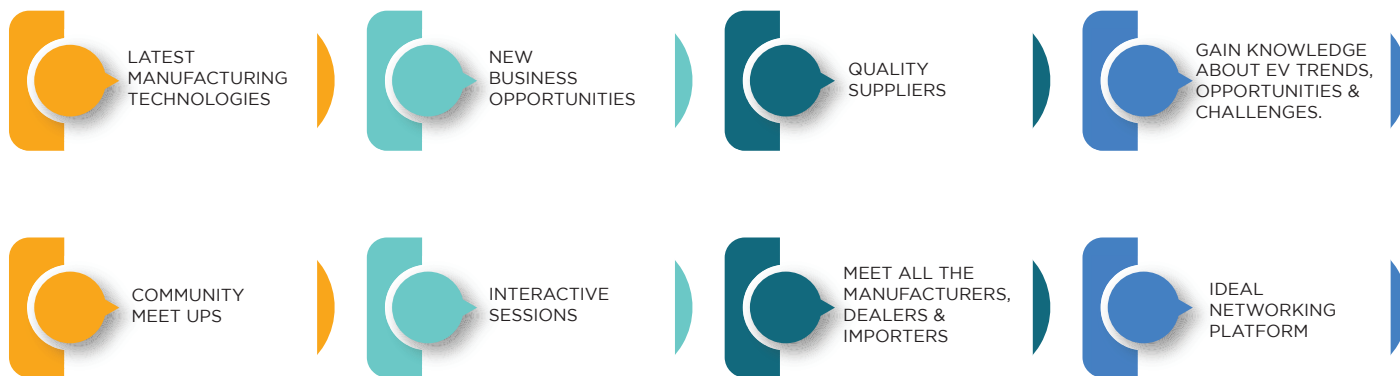 LATEST
MANUFACTURING
TECHNOLOGIES
NEW
BUSINESS
OPPORTUNITIES
QUALITY
SUPPLIERS
GAIN KNOWLEDGE
ABOUT EV TRENDS,
OPPORTUNITIES &
CHALLENGES.
COMMUNITY
MEET UPS
INTERACTIVE
SESSIONS
MEET ALL THE
MANUFACTURERS,
DEALERS &
IMPORTERS
IDEAL
NETWORKING
PLATFORM